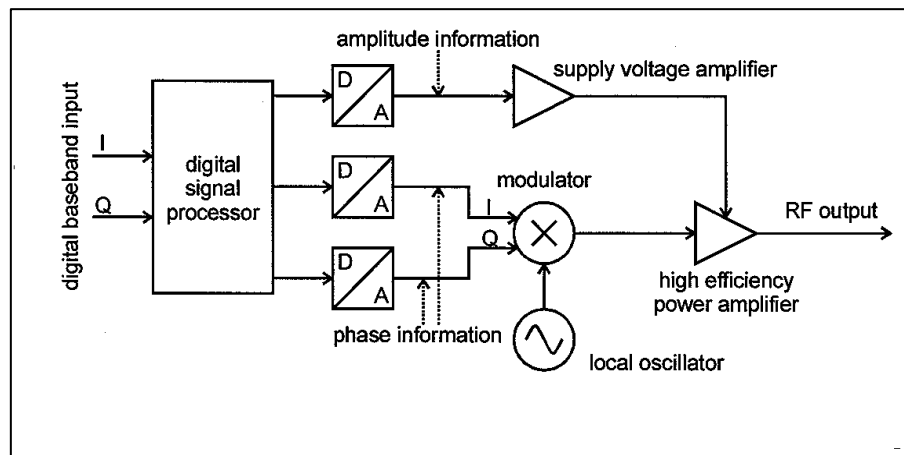 amplitude information
supply voltage amplifier
digital baseband input
I
Q
digital
signal
processor
D
A
D
A
D
A
modulator
I
Q
RF output
high efficiency
power amplifier
phase information
local oscillator